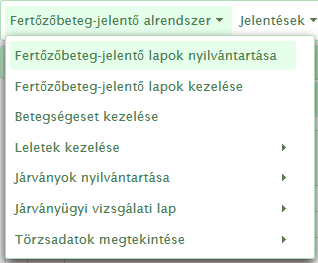 Fertőzőbeteg-jelentő alrendszer Jelentések
Fertőzőbeteg-jelentő lapok nyilvántartása
Fertőzőbeteg-jelentő lapok kezelése
Betegségeset kezelése
Leletek kezelése
Járványok nyilvántartása
Járványügyi vizsgálati lap
Törzsadatok megtekintése